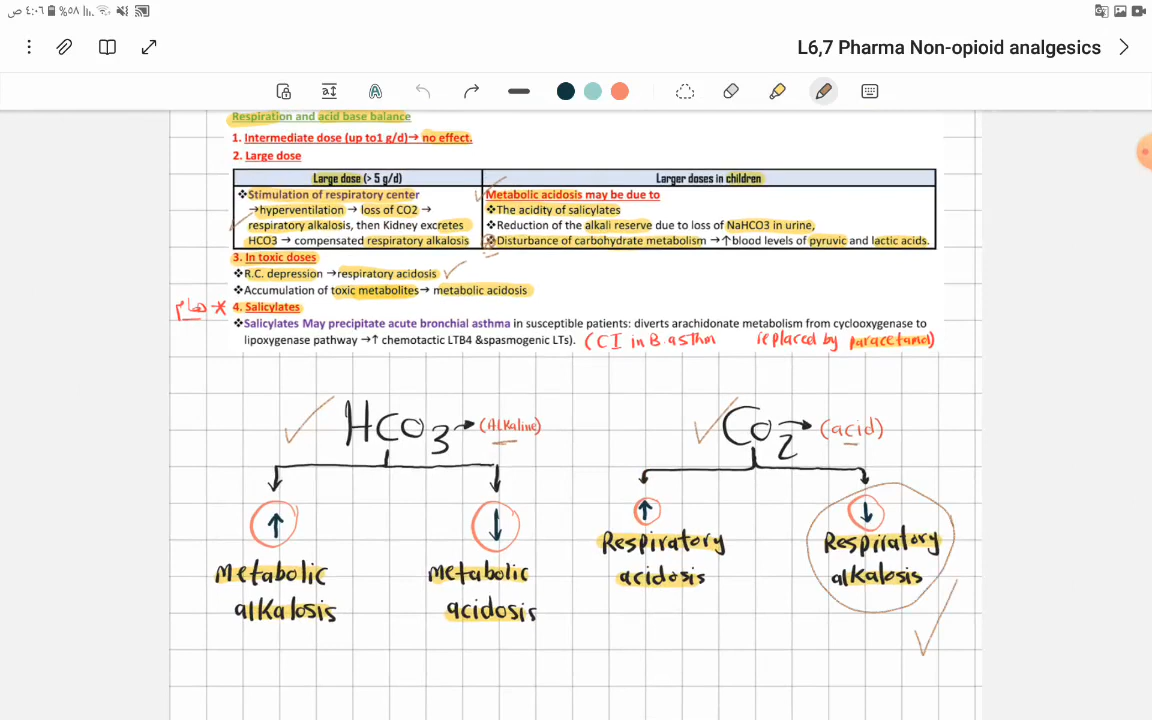 ٤:٠٦ ص
٥٨%
L6,7 Pharma Non-opioid analgesics
Respiration and acid base balance
1. Intermediate dose (up to1 g/d)→ no effect.
2. Large dose
Large dose (> 5 g/d)
❖Stimulation of respiratory center
→hyperventilation → loss of CO2 →
respiratory alkalosis, then Kidney excretes
HCO3 → compensated respiratory alkalosis
Larger doses in children
Metabolic acidosis may be due to
❖The acidity of salicylates
❖Reduction of the alkali reserve due to loss of NaHCO3 in urine,
❖Disturbance of carbohydrate metabolism →↑blood levels of pyruvic and lactic acids.
3. In toxic doses
❖R.C. depression →respiratory acidosis
❖Accumulation of toxic metabolites→ metabolic acidosis
4. Salicylates
❖Salicylates May precipitate acute bronchial asthma in susceptible patients: diverts arachidonate metabolism from cyclooxygenase to
lipoxygenase pathway →↑ chemotactic LTB4 &spasmogenic LTs). (CI in B.asthm replaced by paracetamol)
HCO3 → (Alkaline)
↑
Metabolic
alkalosis
↓
metabolic
acidosis
CO2 → (acid)
↑
Respiratory
acidosis
↓
Respiratory
alkalosis